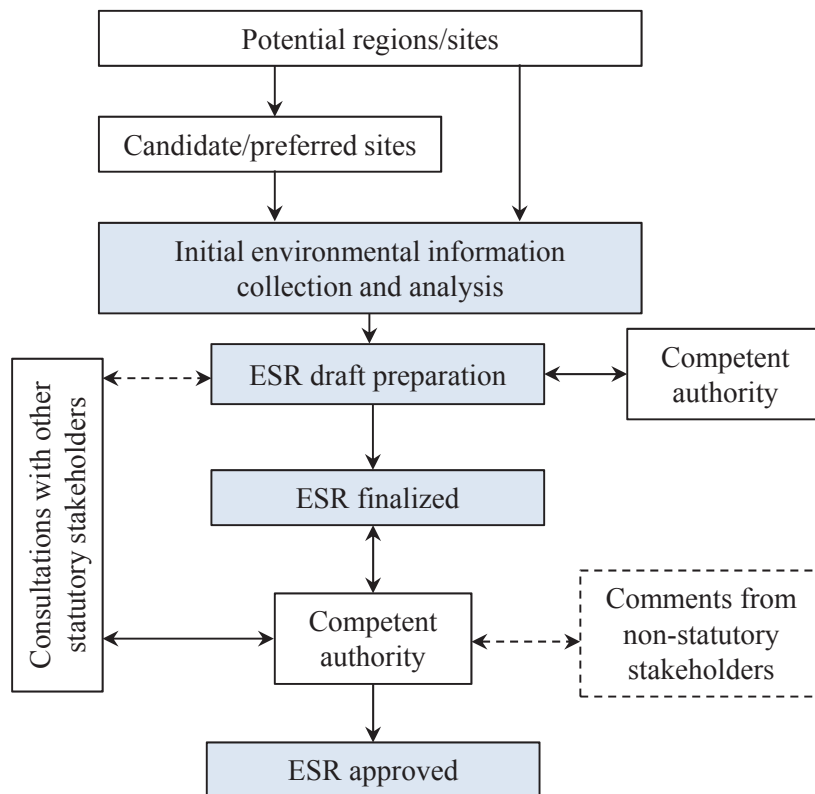 Potential regions/sites
Candidate/preferred sites
Initial environmental information
collection and analysis
ESR draft preparation
Competent
authority
Consultations with other
statutory stakeholders
ESR finalized
Competent
authority
Comments from
non-statutory
stakeholders
ESR approved